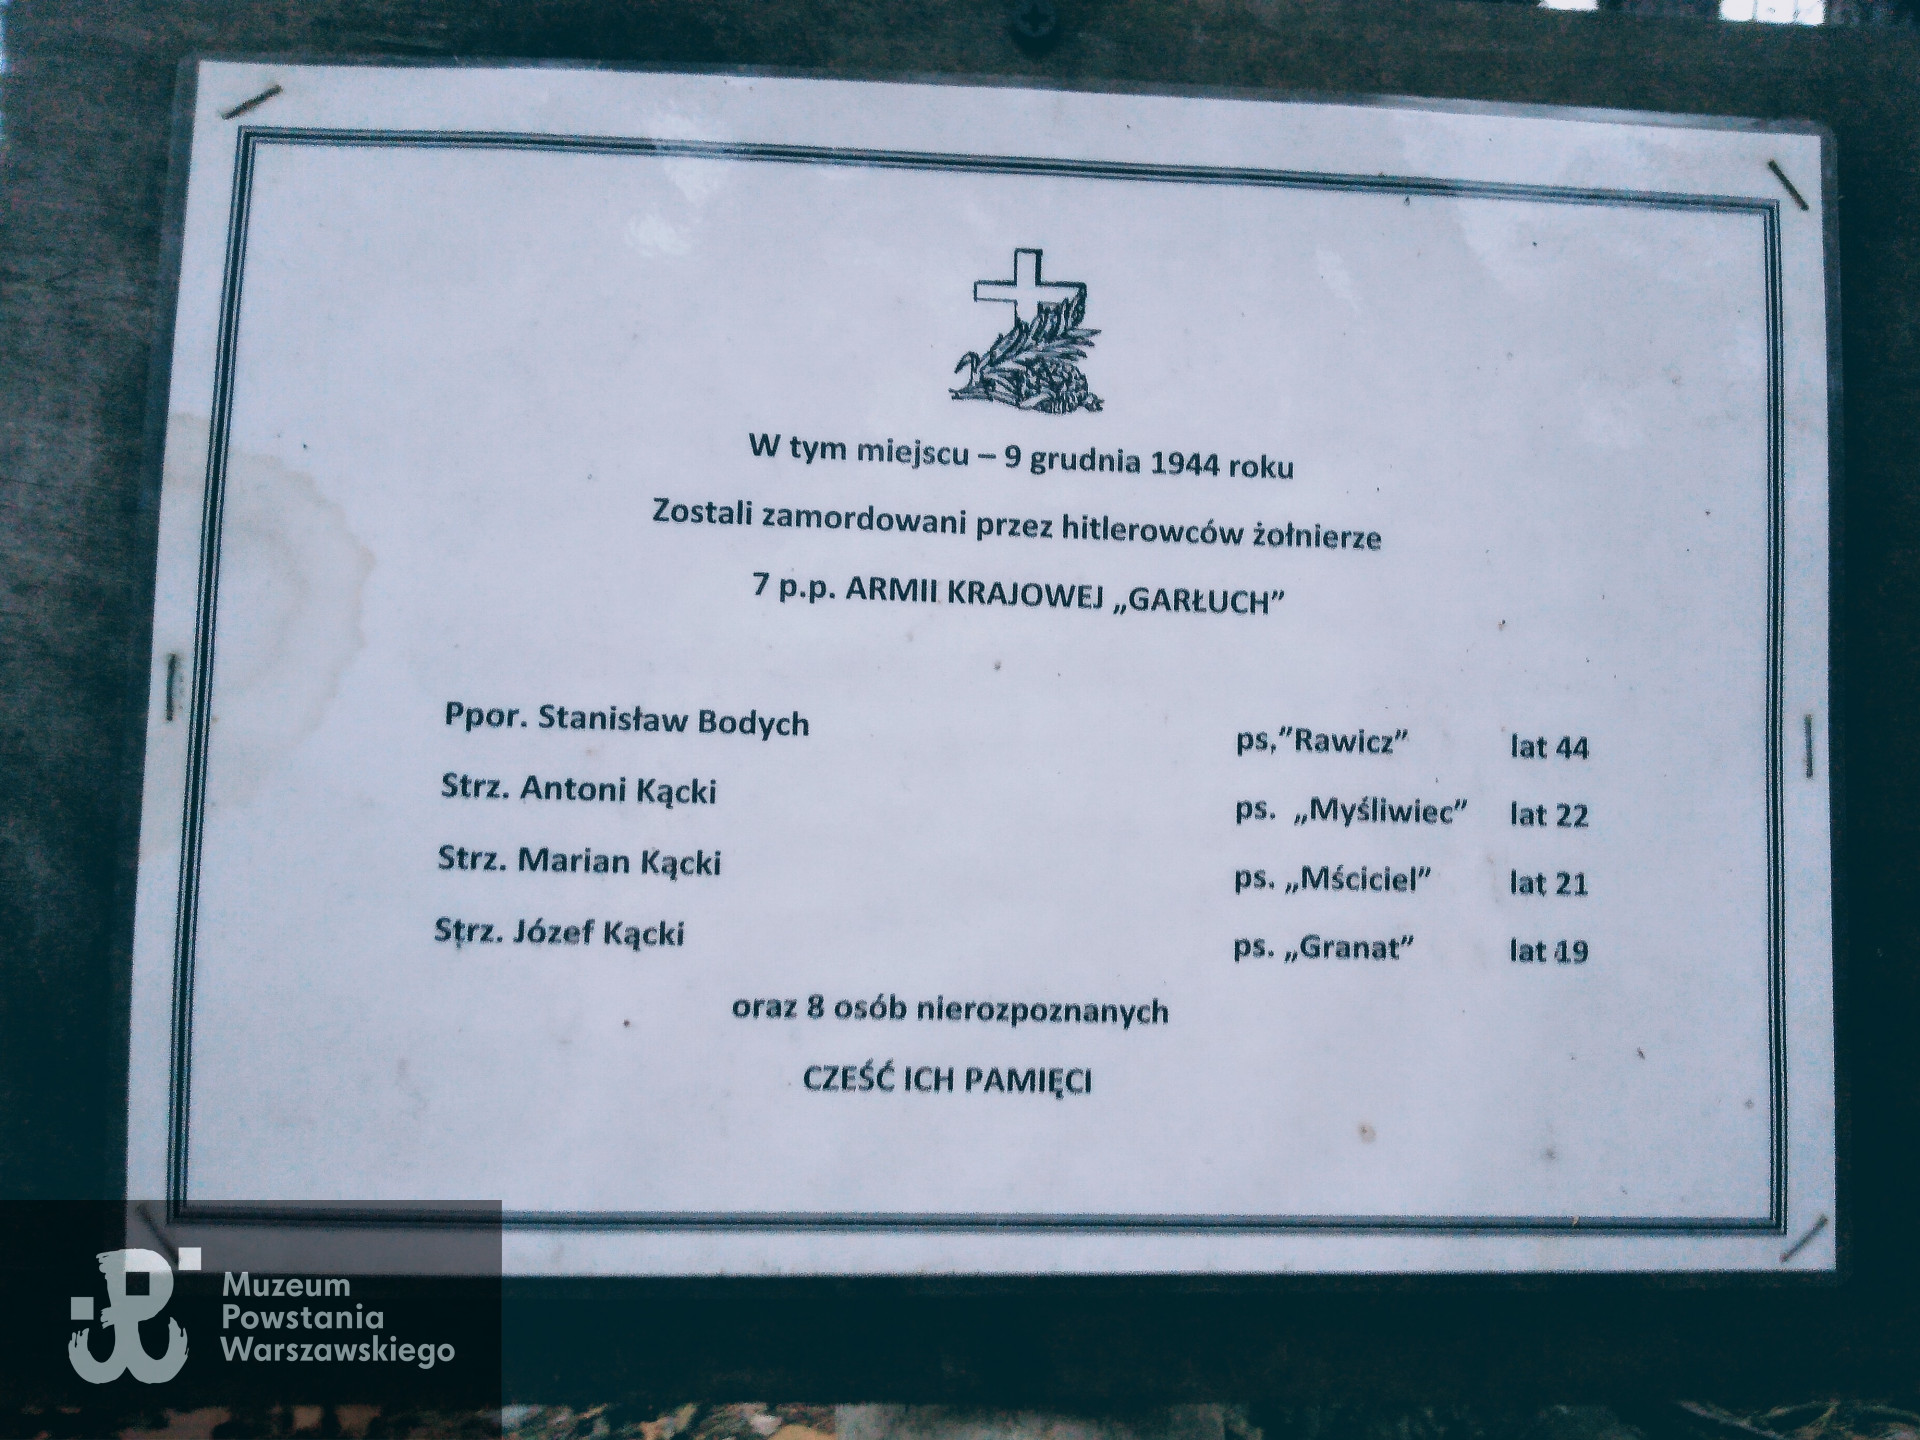 W tym miejscu – 9 grudnia 1944 roku
Zostali zamordowani przez hitlerowców żołnierze
7 p.p. ARMII KRAJOWEJ „GARŁUCH”
Ppor. Stanisław Bodych ps,”Rawicz” lat 44
Strz. Antoni Kącki ps. „Myśliwiec” lat 22
Strz. Marian Kącki ps. „Mściciel” lat 21
Strz. Józef Kącki ps. „Granat” lat 19
oraz 8 osób nierozpoznanych
CZEŚĆ ICH PAMIĘCI
Muzeum
Powstania
Warszawskiego